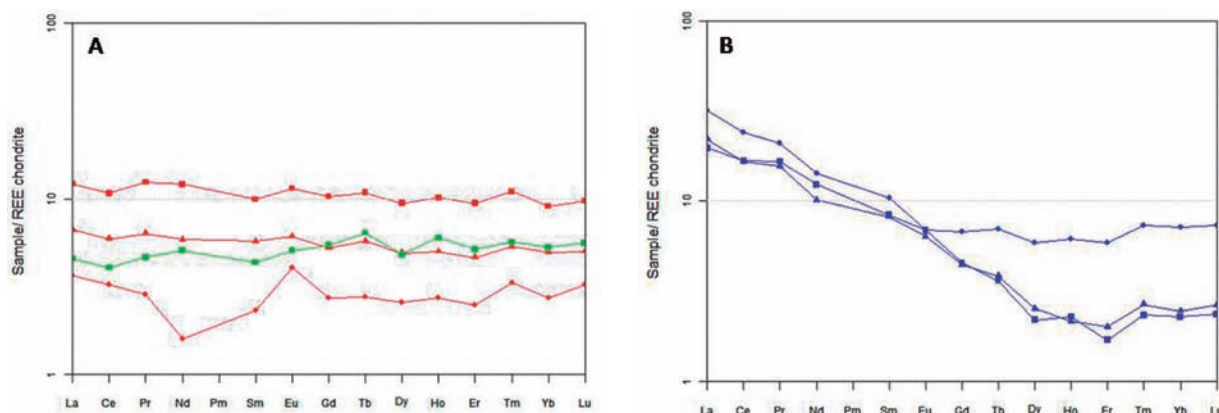 A
100
10
1
Sample/ REE chondrite
La Ce Pr Nd Pm Sm Eu Gd Tb Dy Ho Er Tm Yb Lu
B
100
10
1
Sample/ REE chondrite
La Ce Pr Nd Pm Sm Eu Gd Tb Dy Ho Er Tm Yb Lu